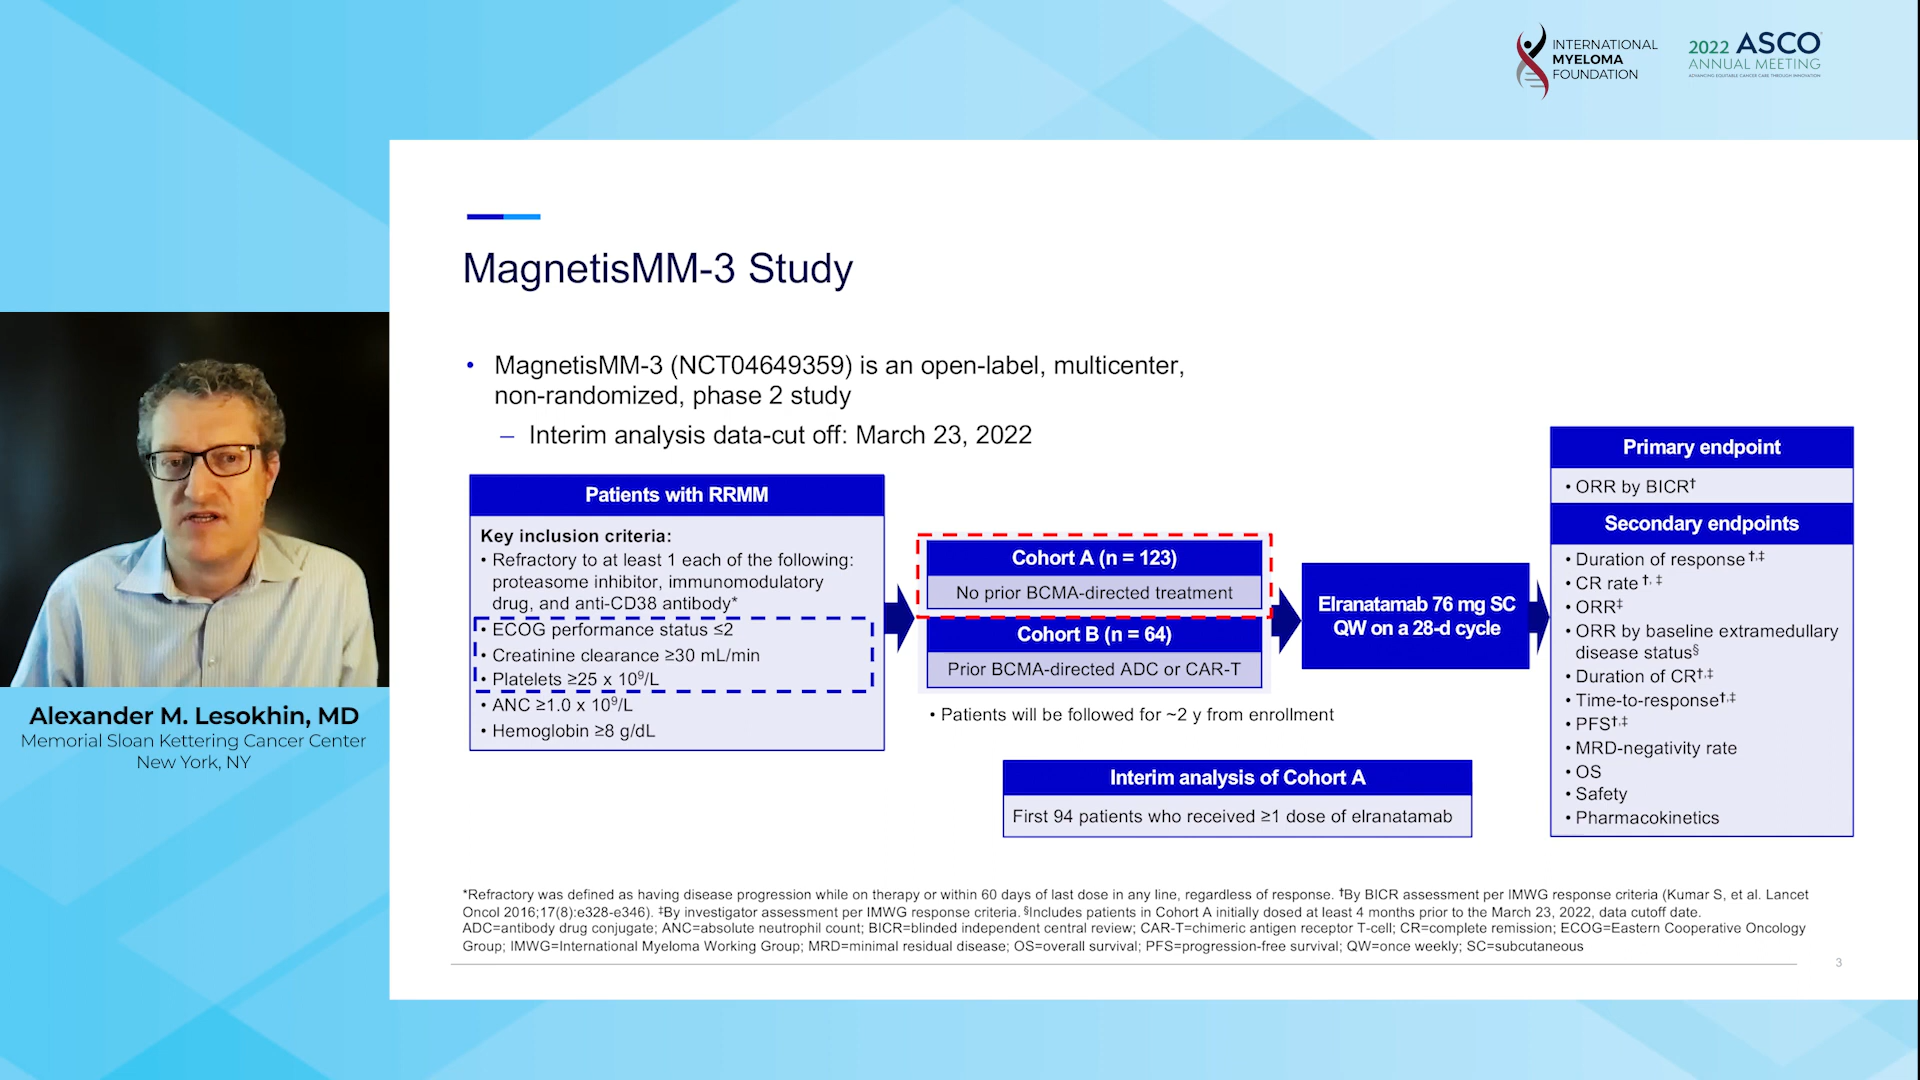 INTERNATIONAL
MYELOMA
FOUNDATION
2022 ASCO
ANNUAL MEETING
ADVANCING EQUITABLE CANCER CARE THROUGH INNOVATION
MagnetisMM-3 Study
• MagnetisMM-3 (NCT04649359) is an open-label, multicenter,
non-randomized, phase 2 study
– Interim analysis data-cut off: March 23, 2022
Patients with RRMM
Key inclusion criteria:
• Refractory to at least 1 each of the following:
proteasome inhibitor, immunomodulatory
drug, and anti-CD38 antibody*
• ECOG performance status ≤2
• Creatinine clearance ≥30 mL/min
• Platelets ≥25 x 10⁹/L
• ANC ≥1.0 x 10⁹/L
• Hemoglobin ≥8 g/dL
Cohort A (n = 123)
No prior BCMA-directed treatment
Cohort B (n = 64)
Prior BCMA-directed ADC or CAR-T
• Patients will be followed for ~2 y from enrollment
Interim analysis of Cohort A
First 94 patients who received ≥1 dose of elranatamab
Elranatamab 76 mg SC
QW on a 28-d cycle
Primary endpoint
• ORR by BICR†
Secondary endpoints
• Duration of response†,‡
• CR rate†, ‡
• ORR‡
• ORR by baseline extramedullary
disease status§
• Duration of CR†,‡
• Time-to-response†,‡
• PFS†,‡
• MRD-negativity rate
• OS
• Safety
• Pharmacokinetics
Alexander M. Lesokhin, MD
Memorial Sloan Kettering Cancer Center
New York, NY
*Refractory was defined as having disease progression while on therapy or within 60 days of last dose in any line, regardless of response. †By BICR assessment per IMWG response criteria (Kumar S, et al. Lancet
Oncol 2016;17(8):e328-e346). ‡By investigator assessment per IMWG response criteria. §Includes patients in Cohort A initially dosed at least 4 months prior to the March 23, 2022, data cutoff date.
ADC=antibody drug conjugate; ANC=absolute neutrophil count; BICR=blinded independent central review; CAR-T=chimeric antigen receptor T-cell; CR=complete remission; ECOG=Eastern Cooperative Oncology
Group; IMWG=International Myeloma Working Group; MRD=minimal residual disease; OS=overall survival; PFS=progression-free survival; QW=once weekly; SC=subcutaneous
3